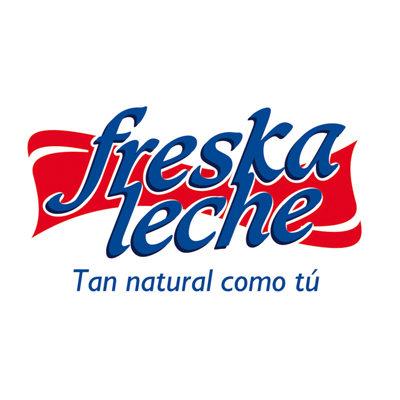 freska
leche
Tan natural como tú